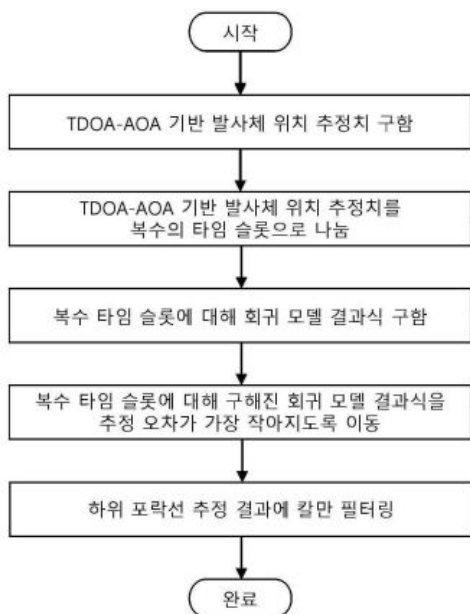 시작
TDOA-AOA 기반 발사체 위치 추정치 구함
TDOA-AOA 기반 발사체 위치 추정치를
복수의 타임 슬롯으로 나눔
복수 타임 슬롯에 대해 회귀 모델 결과식 구함
복수 타임 슬롯에 대해 구해진 회귀 모델 결과식을
추정 오차가 가장 작아지도록 이동
하위 포락선 추정 결과에 칼만 필터링
완료